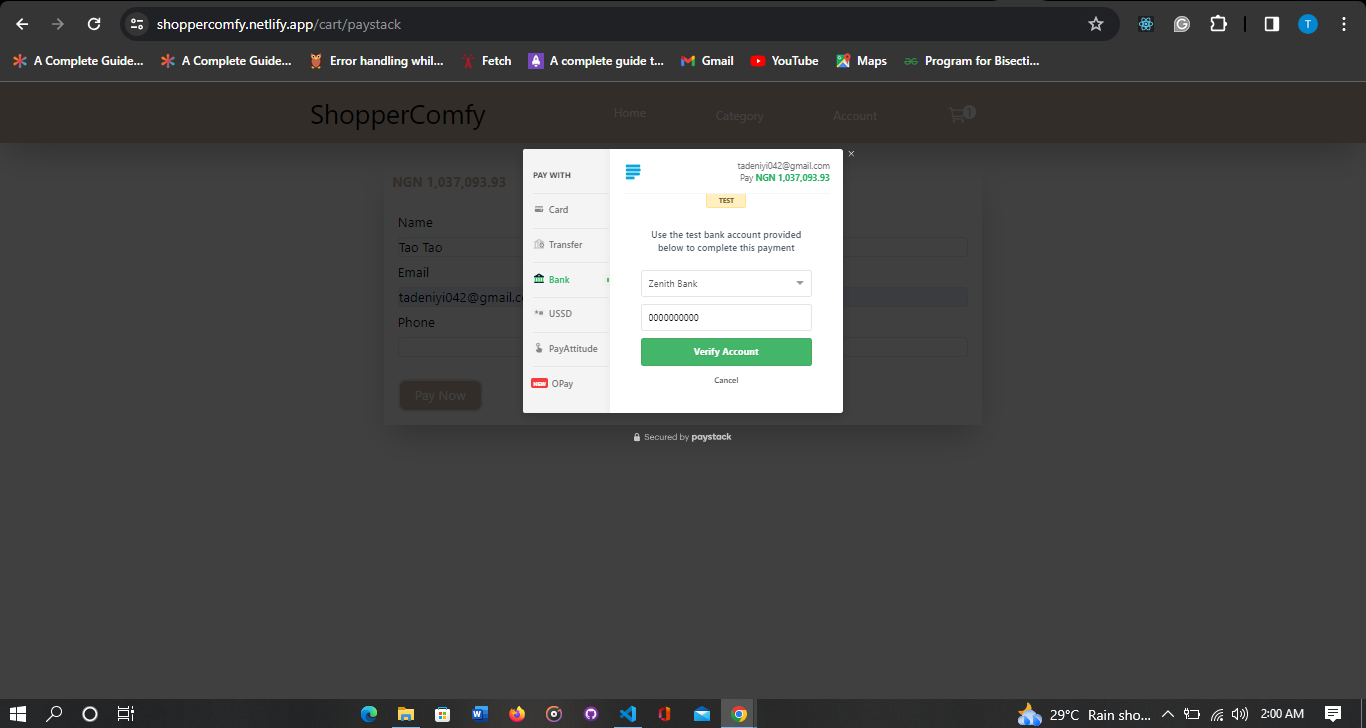 shoppercomfy.netlify.app/cart/paystack
T
A Complete Guide...
A Complete Guide...
Error handling whil...
Fetch
A complete guide t...
Gmail
YouTube
Maps
Program for Bisecti...
ShopperComfy
Home
Category
Account
1
NGN 1,037,093.93
Name
Tao Tao
Email
tadeniyi042@gmail.c
Phone
Pay Now
PAY WITH
Card
Transfer
Bank
USSD
PayAttitude
NEW OPay
tadeniyi042@gmail.com
Pay NGN 1,037,093.93
TEST
Use the test bank account provided
below to complete this payment
Zenith Bank
0000000000
Verify Account
Cancel
Secured by paystack
29°C Rain sho...
2:00 AM